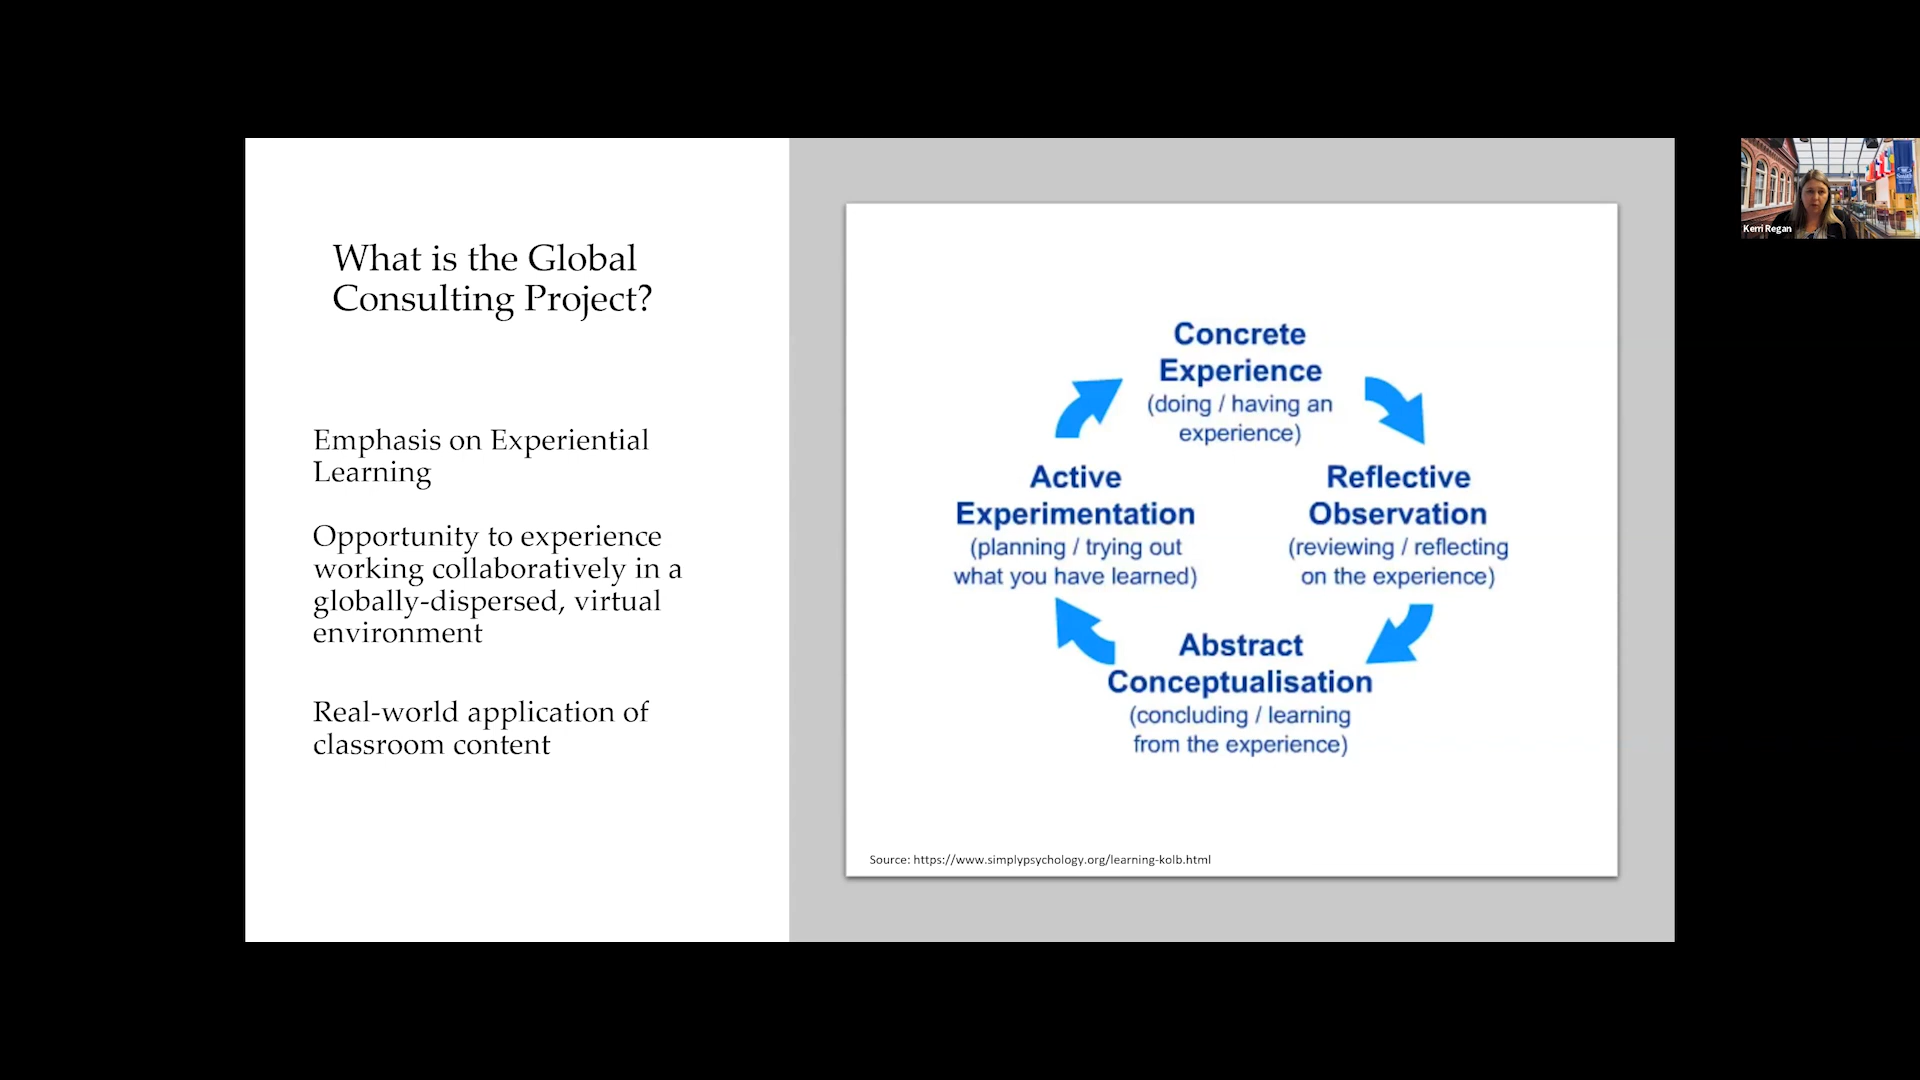 What is the Global
Consulting Project?
Emphasis on Experiential
Learning
Opportunity to experience
working collaboratively in a
globally-dispersed, virtual
environment
Real-world application of
classroom content
Concrete
Experience
(doing / having an
experience)
Reflective
Observation
(reviewing / reflecting
on the experience)
Abstract
Conceptualisation
(concluding / learning
from the experience)
Active
Experimentation
(planning / trying out
what you have learned)
Source: https://www.simplypsychology.org/learning-kolb.html
Kerri Regan